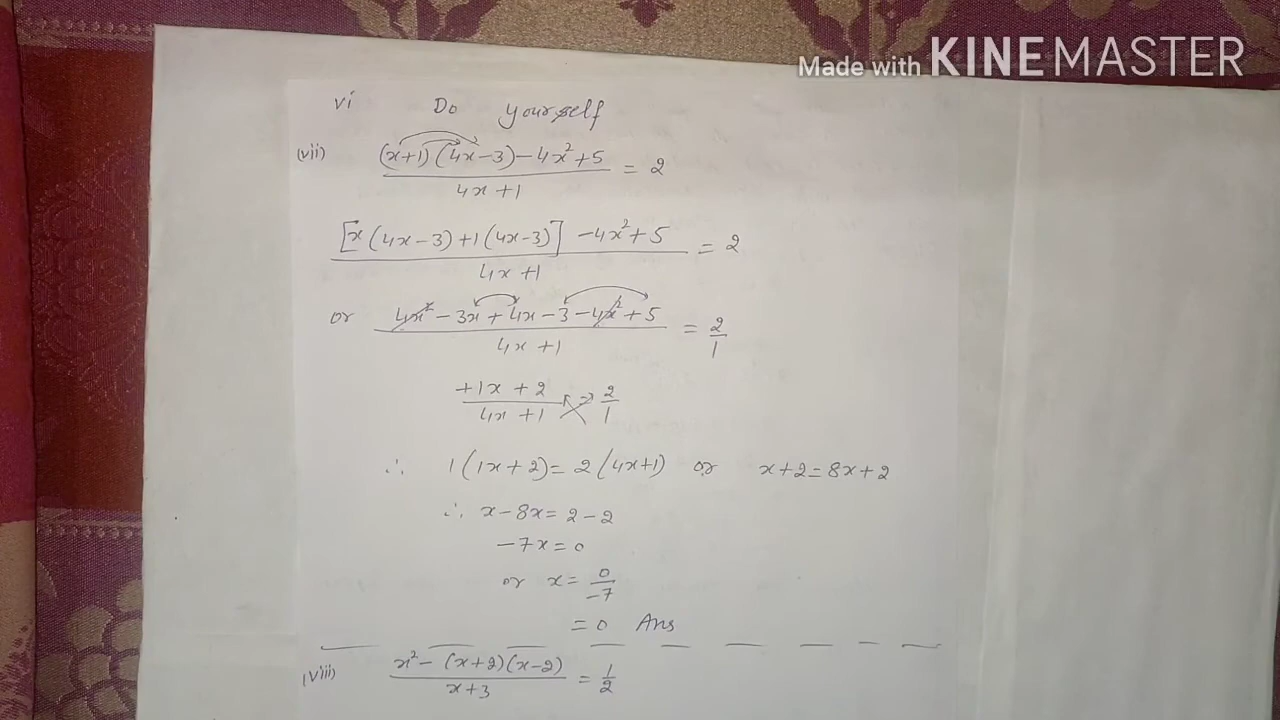 Made with KINEMASTER
vi Do yourself
(vii) (x+1)(4x-3)-4x²+5 / 4x+1 = 2
[x(4x-3)+1(4x-3)] -4x²+5 / 4x+1 = 2
or 4x²-3x+4x-3-4x²+5 / 4x+1 = 2/1
+1x+2 / 4x+1 = 2/1
∴ 1(1x+2)=2(4x+1) or x+2=8x+2
∴ x-8x=2-2
-7x=0
or x=0/-7
=0 Ans
(viii) x²-(x+2)(x-2) / x+3 = 1/2